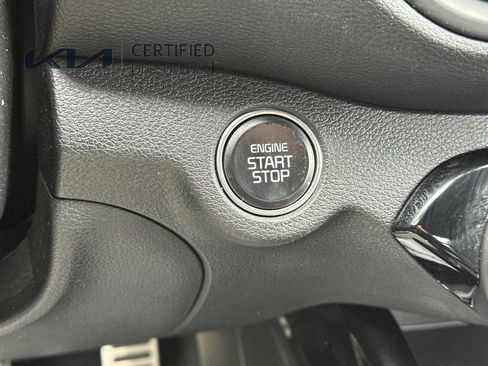 KIA CERTIFIED
ENGINE
START
STOP